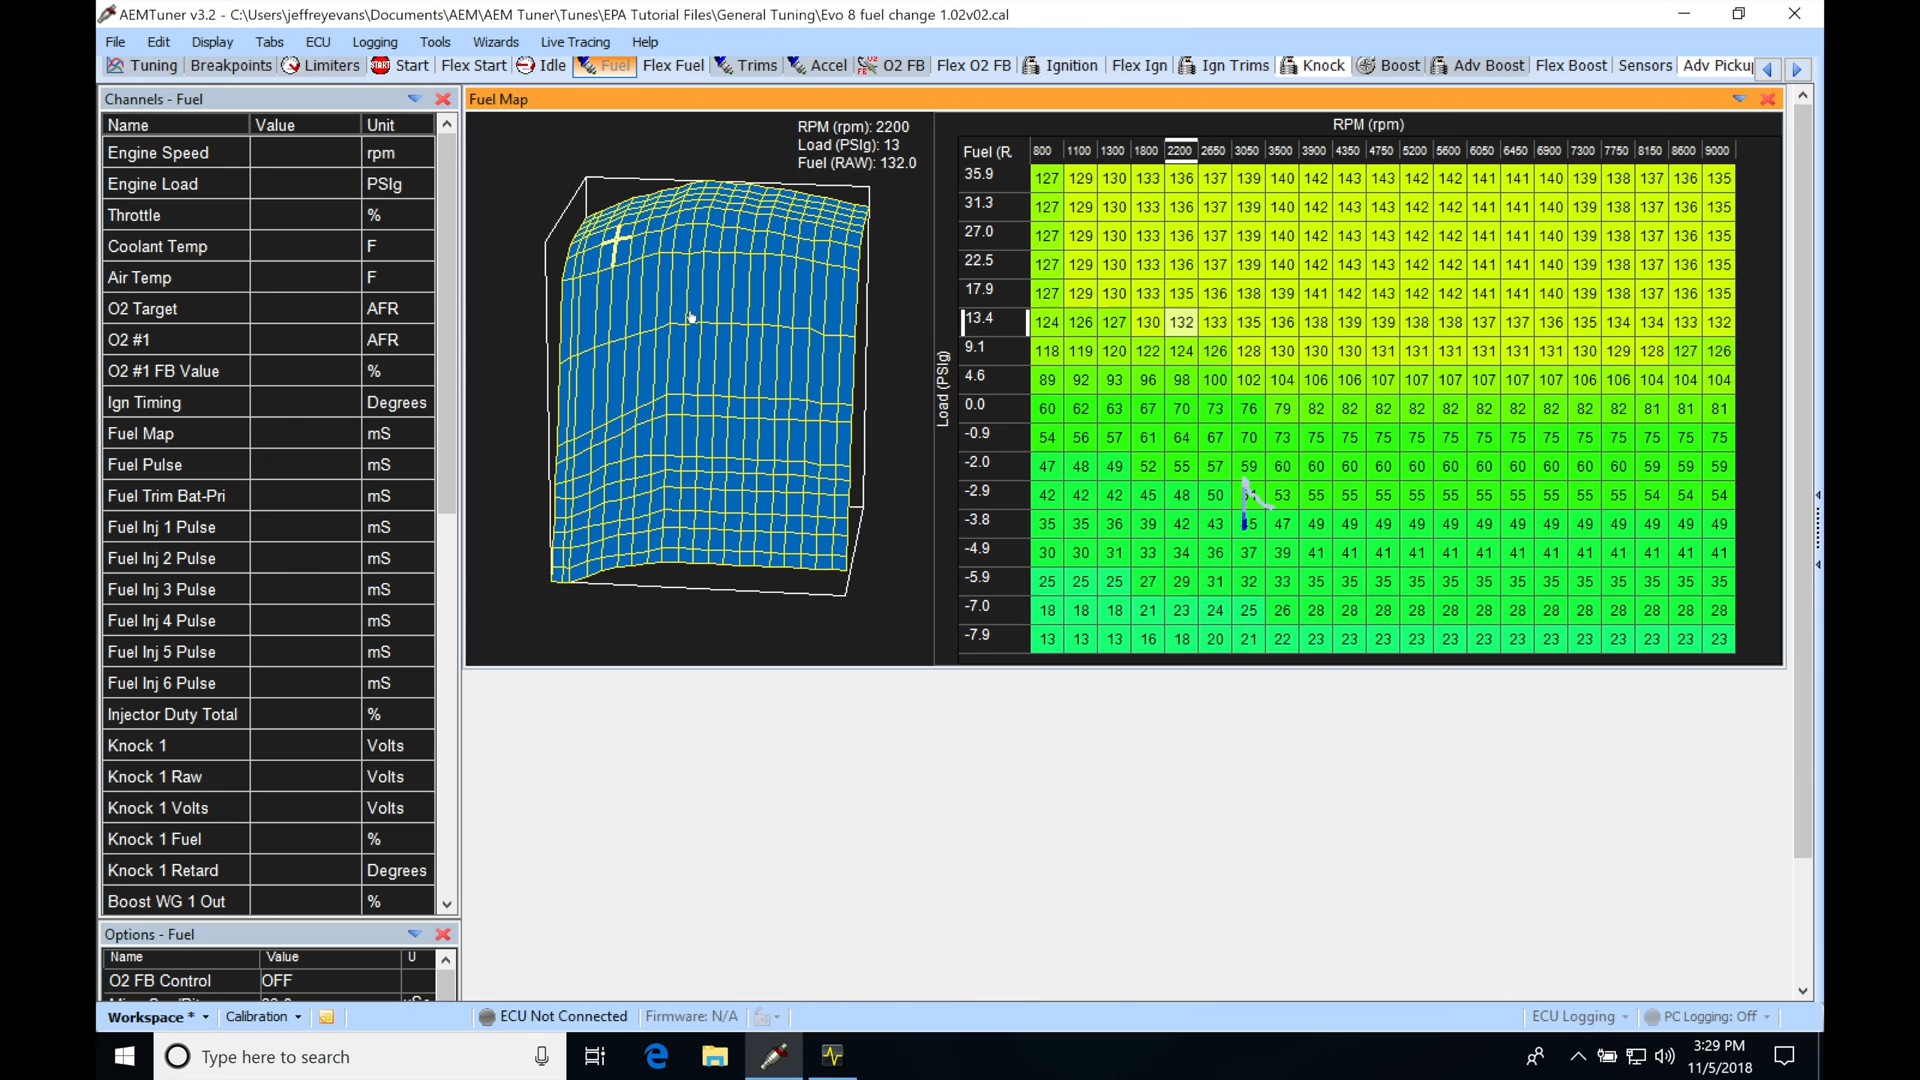 AEMTuner v3.2 - C:\Users\jeffreyevans\Documents\AEM\AEM Tuner\Tunes\EPA Tutorial Files\General Tuning\Evo 8 fuel change 1.02v02.cal
File Edit Display Tabs ECU Logging Tools Wizards Live Tracing Help
Tuning Breakpoints Limiters Start Flex Start Idle Fuel Flex Fuel Trims Accel O2 FB Flex O2 FB Ignition Flex Ign Ign Trims Knock Boost Adv Boost Flex Boost Sensors Adv Pickup
Channels - Fuel
Name Value Unit
Engine Speed rpm
Engine Load PSIg
Throttle %
Coolant Temp F
Air Temp F
O2 Target AFR
O2 #1 AFR
O2 #1 FB Value %
Ign Timing Degrees
Fuel Map mS
Fuel Pulse mS
Fuel Trim Bat-Pri mS
Fuel Inj 1 Pulse mS
Fuel Inj 2 Pulse mS
Fuel Inj 3 Pulse mS
Fuel Inj 4 Pulse mS
Fuel Inj 5 Pulse mS
Fuel Inj 6 Pulse mS
Injector Duty Total %
Knock 1 Volts
Knock 1 Raw Volts
Knock 1 Volts Volts
Knock 1 Fuel %
Knock 1 Retard Degrees
Boost WG 1 Out %
Options - Fuel
Name Value U
O2 FB Control OFF
Fuel Map
RPM (rpm): 2200
Load (PSIg): 13
Fuel (RAW): 132.0
RPM (rpm)
Load (PSIg)
Fuel (R. 800 1100 1300 1800 2200 2650 3050 3500 3900 4350 4750 5200 5600 6050 6450 6900 7300 7750 8150 8600 9000
35.9 127 129 130 133 136 137 139 140 142 143 143 142 142 141 141 140 139 138 137 136 135
31.3 127 129 130 133 136 137 139 140 142 143 143 142 142 141 141 140 139 138 137 136 135
27.0 127 129 130 133 136 137 139 140 142 143 143 142 142 141 141 140 139 138 137 136 135
22.5 127 129 130 133 136 137 139 140 142 143 143 142 142 141 141 140 139 138 137 136 135
17.9 127 129 130 133 135 136 138 139 141 142 143 142 142 141 141 140 139 138 137 136 135
13.4 124 126 127 130 132 133 135 136 138 139 139 138 138 137 137 136 135 134 134 133 132
9.1 118 119 120 122 124 126 128 130 130 130 131 131 131 131 131 131 130 129 128 127 126
4.6 89 92 93 96 98 100 102 104 106 106 107 107 107 107 107 107 106 106 104 104 104
0.0 60 62 63 67 70 73 76 79 82 82 82 82 82 82 82 82 82 82 81 81 81
-0.9 54 56 57 61 64 67 70 73 75 75 75 75 75 75 75 75 75 75 75 75 75
-2.0 47 48 49 52 55 57 59 60 60 60 60 60 60 60 60 60 60 60 59 59 59
-2.9 42 42 42 45 48 50 53 55 55 55 55 55 55 55 55 55 55 54 54 54
-3.8 35 35 36 39 42 43 45 47 49 49 49 49 49 49 49 49 49 49 49 49 49
-4.9 30 30 31 33 34 36 37 39 41 41 41 41 41 41 41 41 41 41 41 41 41
-5.9 25 25 25 27 29 31 32 33 35 35 35 35 35 35 35 35 35 35 35 35 35
-7.0 18 18 18 21 23 24 25 26 28 28 28 28 28 28 28 28 28 28 28 28 28
-7.9 13 13 13 16 18 20 21 22 23 23 23 23 23 23 23 23 23 23 23 23 23
Workspace * Calibration ECU Not Connected Firmware: N/A ECU Logging PC Logging: Off
Type here to search
3:29 PM
11/5/2018